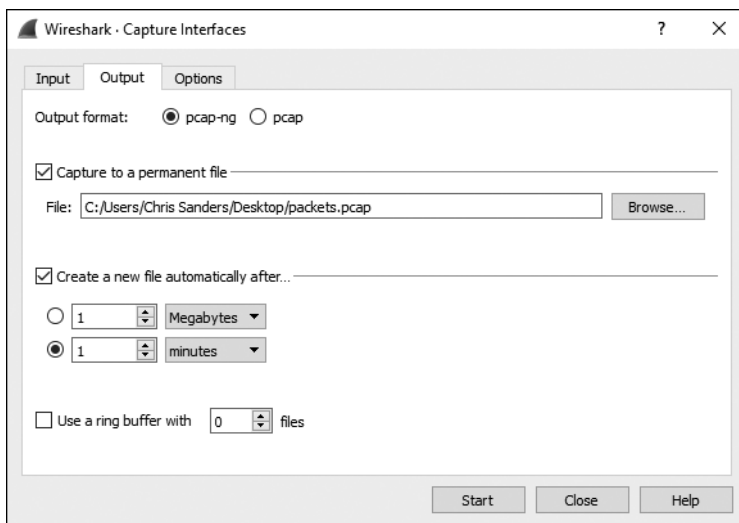 Wireshark · Capture Interfaces
?
Input Output Options
Output format: pcap-ng pcap
Capture to a permanent file
File: C:/Users/Chris Sanders/Desktop/packets.pcap Browse...
Create a new file automatically after...
1 Megabytes
1 minutes
Use a ring buffer with 0 files
Start Close Help